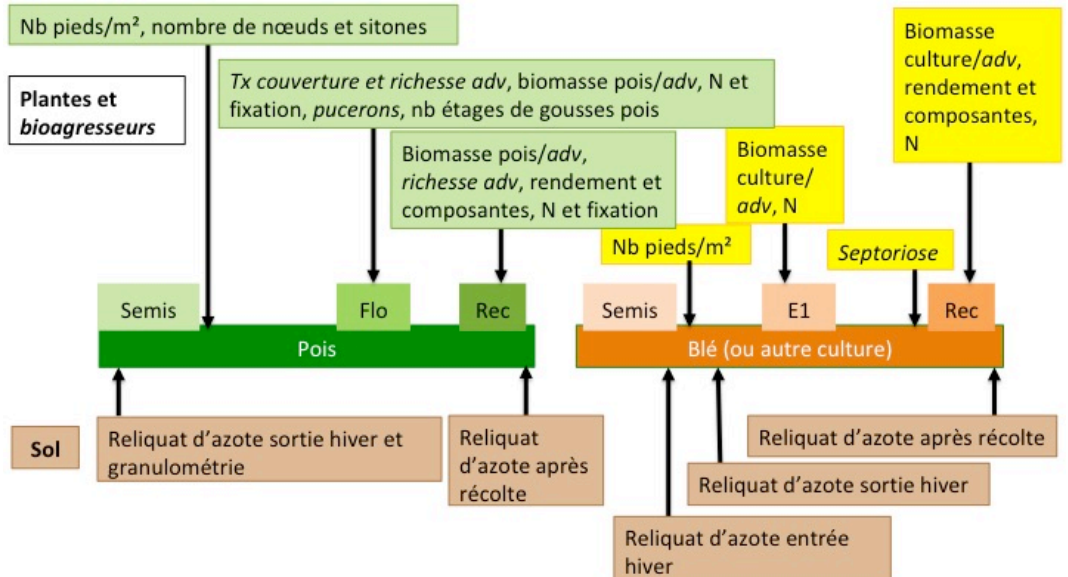 Nb pieds/m², nombre de nœuds et sitones
Plantes et
bioagresseurs
Tx couverture et richesse adv, biomasse pois/adv, N et
fixation, pucerons, nb étages de gousses pois
Biomasse pois/adv,
richesse adv, rendement et
composantes, N et fixation
Nb pieds/m²
Biomasse
culture/
adv, N
Septoriose
Biomasse
culture/adv,
rendement et
composantes,
N
Semis
Flo
Rec
Semis
E1
Rec
Pois
Blé (ou autre culture)
Sol
Reliquat d’azote sortie hiver et
granulométrie
Reliquat
d’azote après
récolte
Reliquat d’azote après récolte
Reliquat d’azote sortie hiver
Reliquat d’azote entrée
hiver